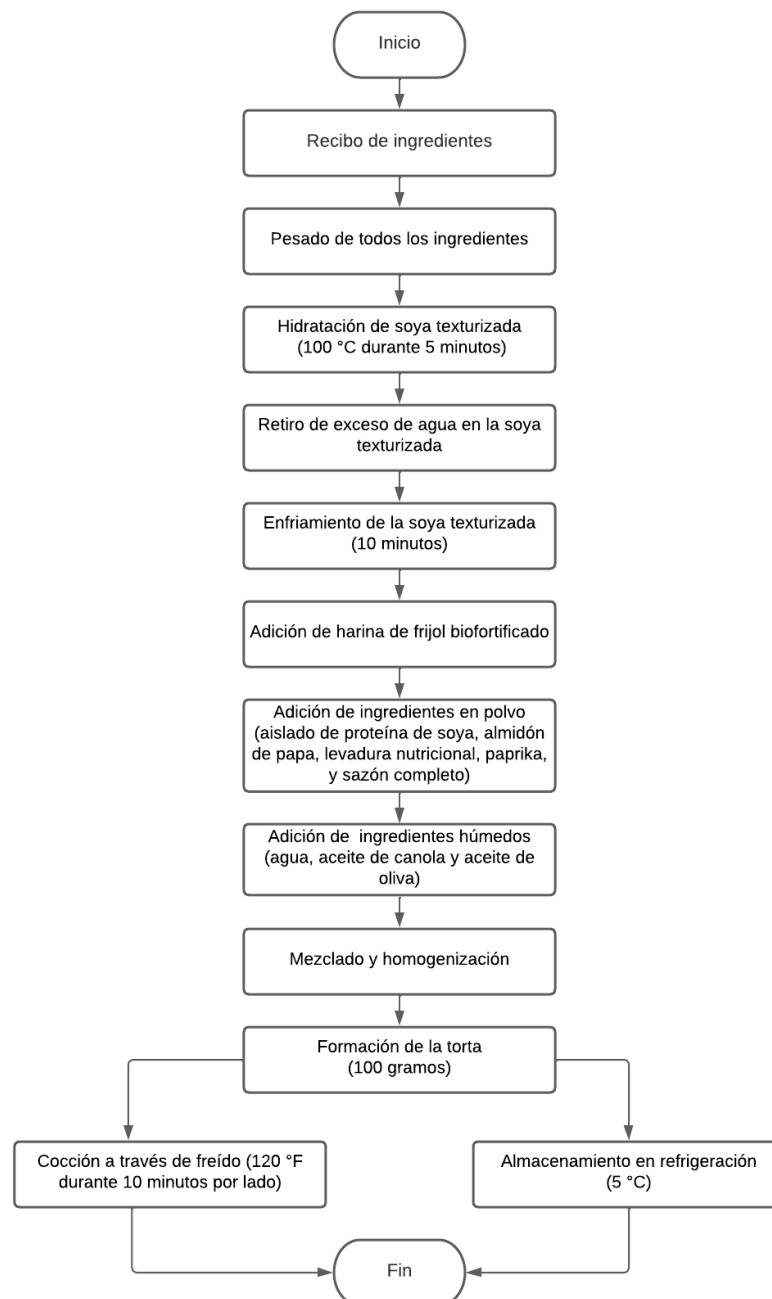 Inicio
Recibo de ingredientes
Pesado de todos los ingredientes
Hidratación de soya texturizada
(100 °C durante 5 minutos)
Retiro de exceso de agua en la soya
texturizada
Enfriamiento de la soya texturizada
(10 minutos)
Adición de harina de frijol biofortificado
Adición de ingredientes en polvo
(aislado de proteína de soya, almidón
de papa, levadura nutricional, paprika,
y sazón completo)
Adición de  ingredientes húmedos
(agua, aceite de canola y aceite de
oliva)
Mezclado y homogenización
Formación de la torta
(100 gramos)
Cocción a través de freído (120 °F
durante 10 minutos por lado)
Almacenamiento en refrigeración
(5 °C)
Fin